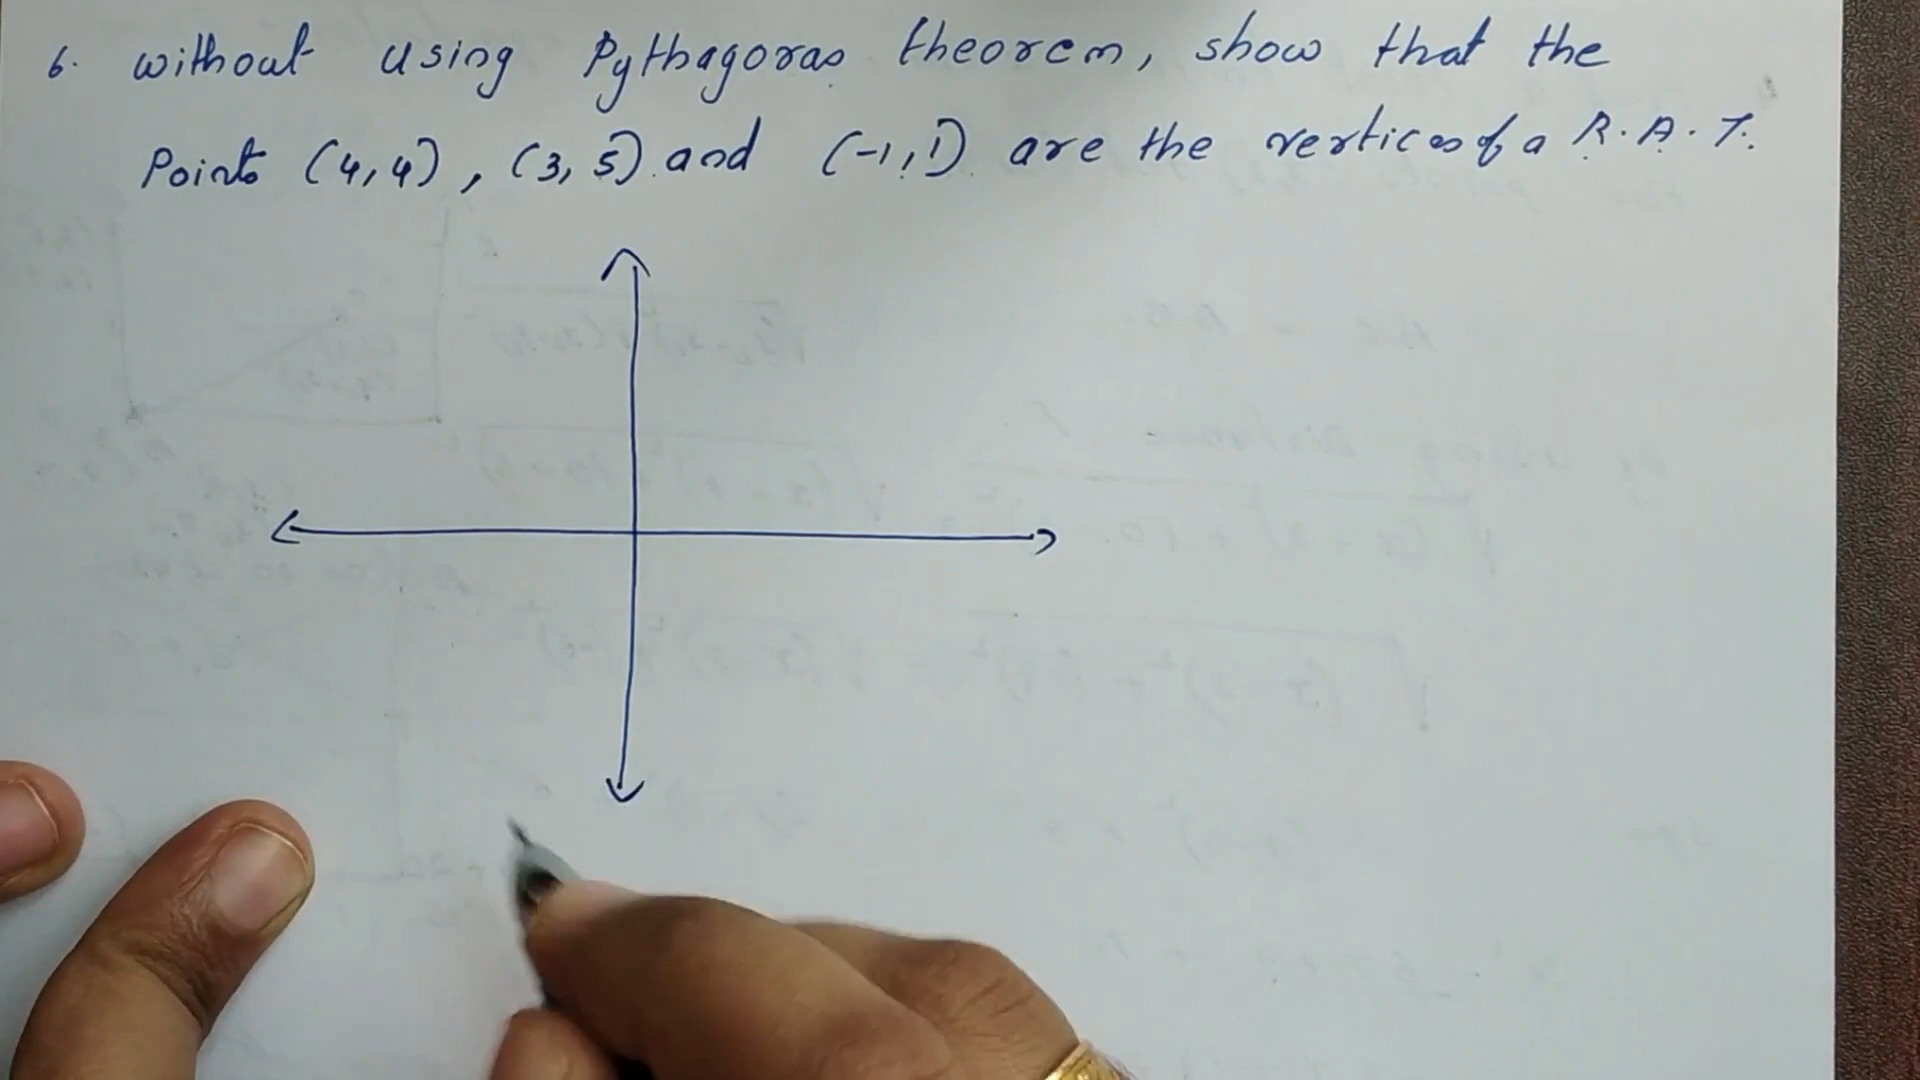 6. without using Pythagoras theorem, show that the
Points (4,4), (3,5) and (-1,1) are the vertices of a R.A.T.